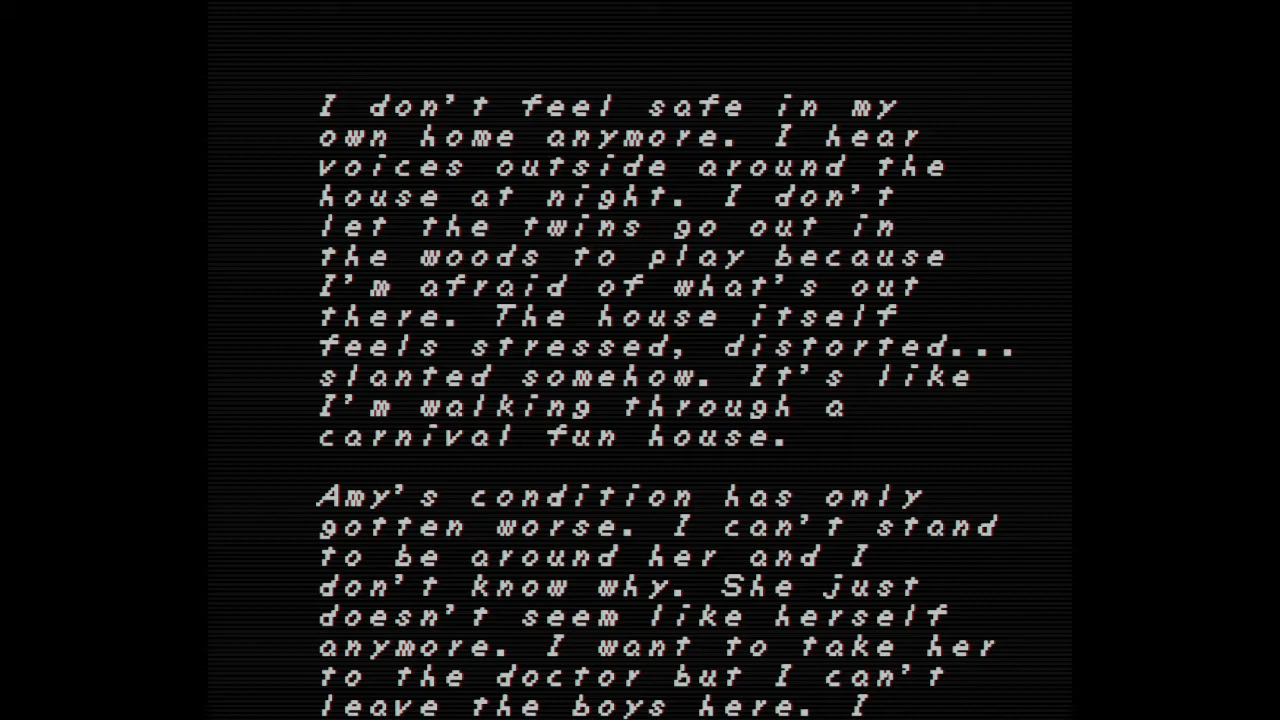 I don't feel safe in my
own home anymore. I hear
voices outside around the
house at night. I don't
let the twins go out in
the woods to play because
I'm afraid of what's out
there. The house itself
feels stressed, distorted...
slanted somehow. It's like
I'm walking through a
carnival fun house.
Amy's condition has only
gotten worse. I can't stand
to be around her and I
don't know why. She just
doesn't seem like herself
anymore. I want to take her
to the doctor but I can't
leave the boys here. I